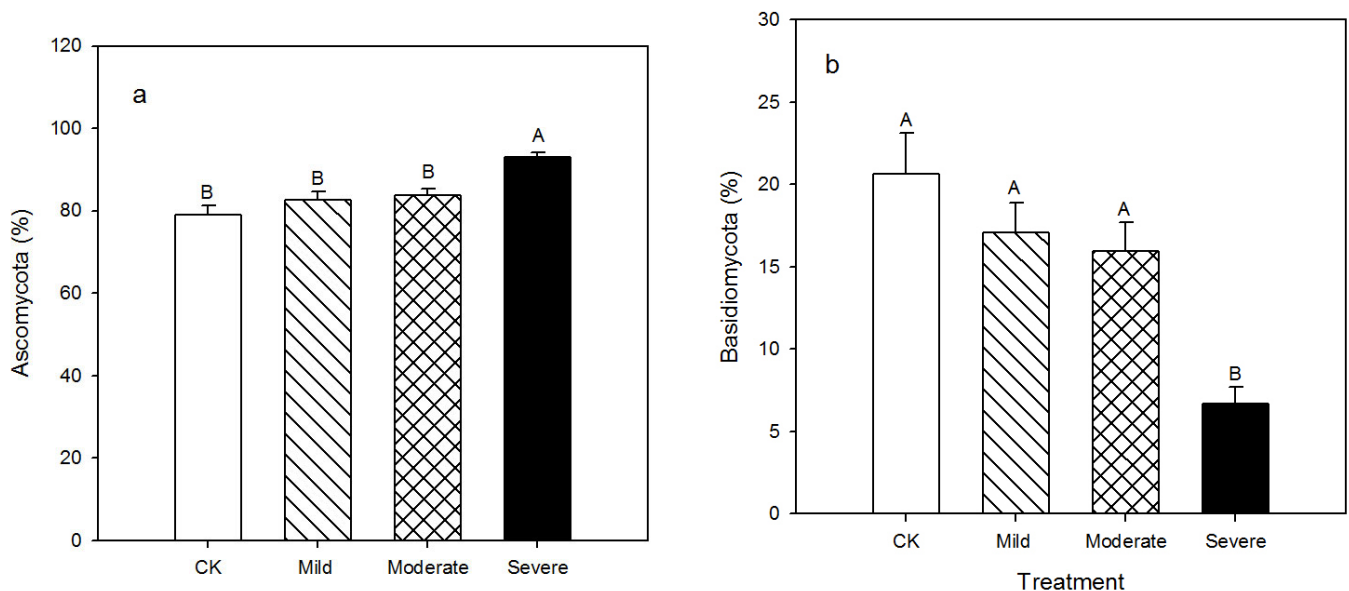 120
100
80
60
40
20
0
Ascomycota (%)
a
B
B
B
A
CK
Mild
Moderate
Severe
30
25
20
15
10
5
0
Basidiomycota (%)
b
A
A
A
B
CK
Mild
Moderate
Severe
Treatment